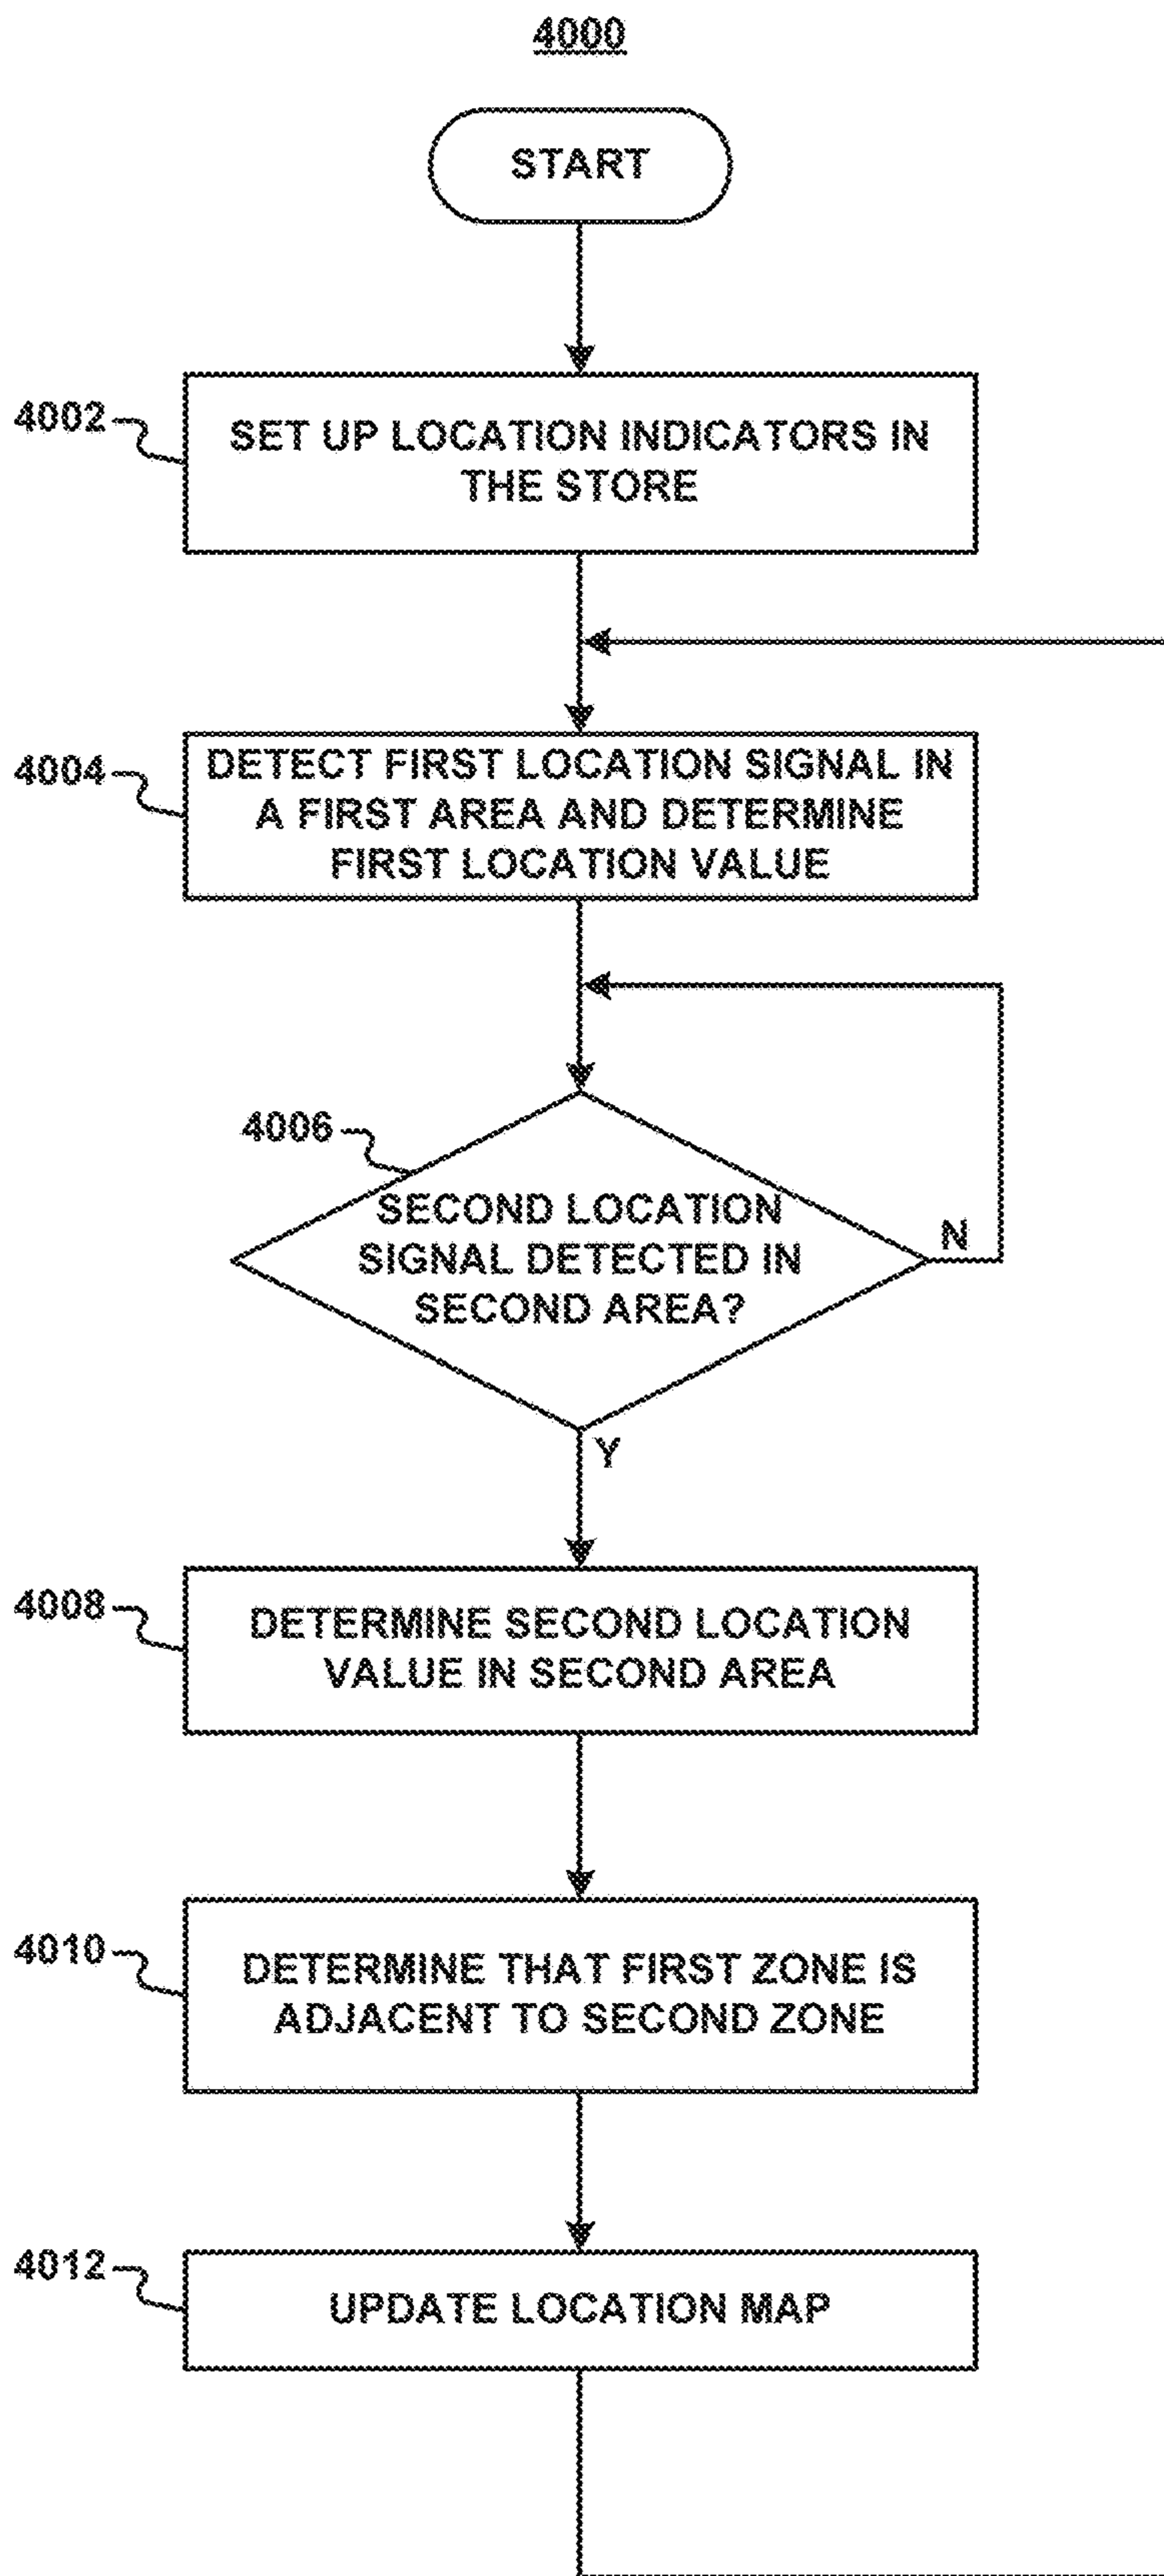 4000
START
4002
SET UP LOCATION INDICATORS IN
THE STORE
4004
DETECT FIRST LOCATION SIGNAL IN
A FIRST AREA AND DETERMINE
FIRST LOCATION VALUE
4006
SECOND LOCATION
SIGNAL DETECTED IN
SECOND AREA?
N
Y
4008
DETERMINE SECOND LOCATION
VALUE IN SECOND AREA
4010
DETERMINE THAT FIRST ZONE IS
ADJACENT TO SECOND ZONE
4012
UPDATE LOCATION MAP